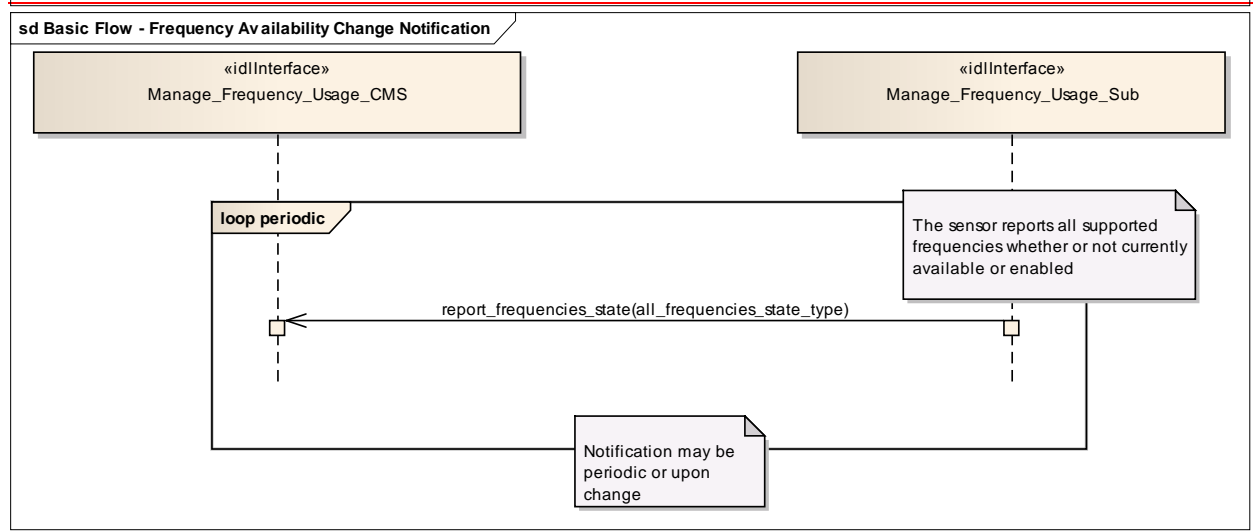 sd Basic Flow - Frequency Availability Change Notification
«idlInterface»
Manage_Frequency_Usage_CMS
«idlInterface»
Manage_Frequency_Usage_Sub
loop periodic
The sensor reports all supported
frequencies whether or not currently
available or enabled
report_frequencies_state(all_frequencies_state_type)
Notification may be
periodic or upon
change